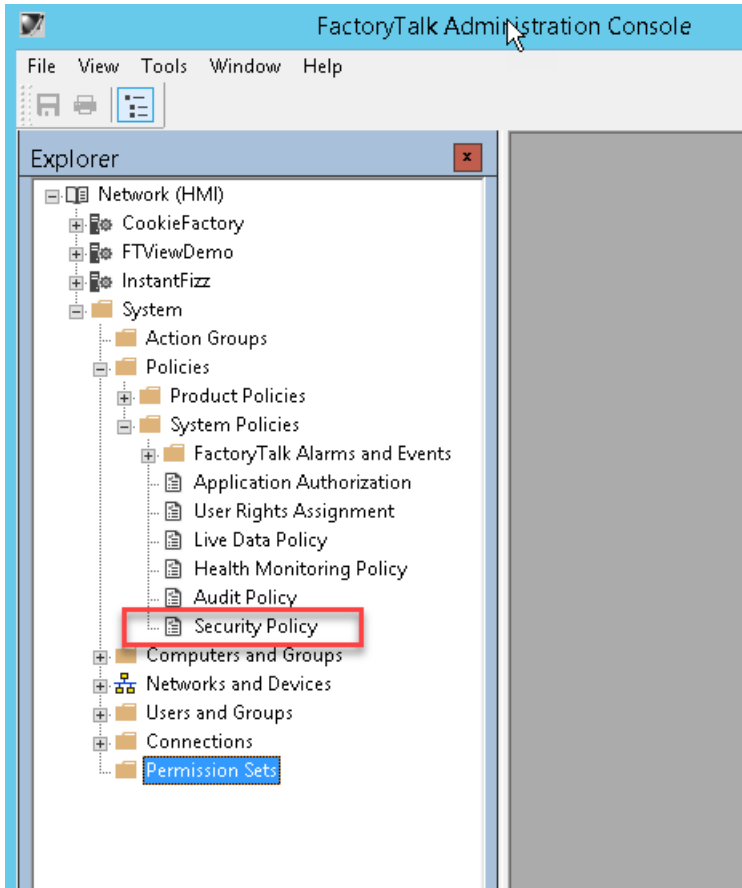 FactoryTalk Administration Console
File View Tools Window Help
Explorer
x
Network (HMI)
CookieFactory
FTViewDemo
InstantFizz
System
Action Groups
Policies
Product Policies
System Policies
FactoryTalk Alarms and Events
Application Authorization
User Rights Assignment
Live Data Policy
Health Monitoring Policy
Audit Policy
Security Policy
Computers and Groups
Networks and Devices
Users and Groups
Connections
Permission Sets